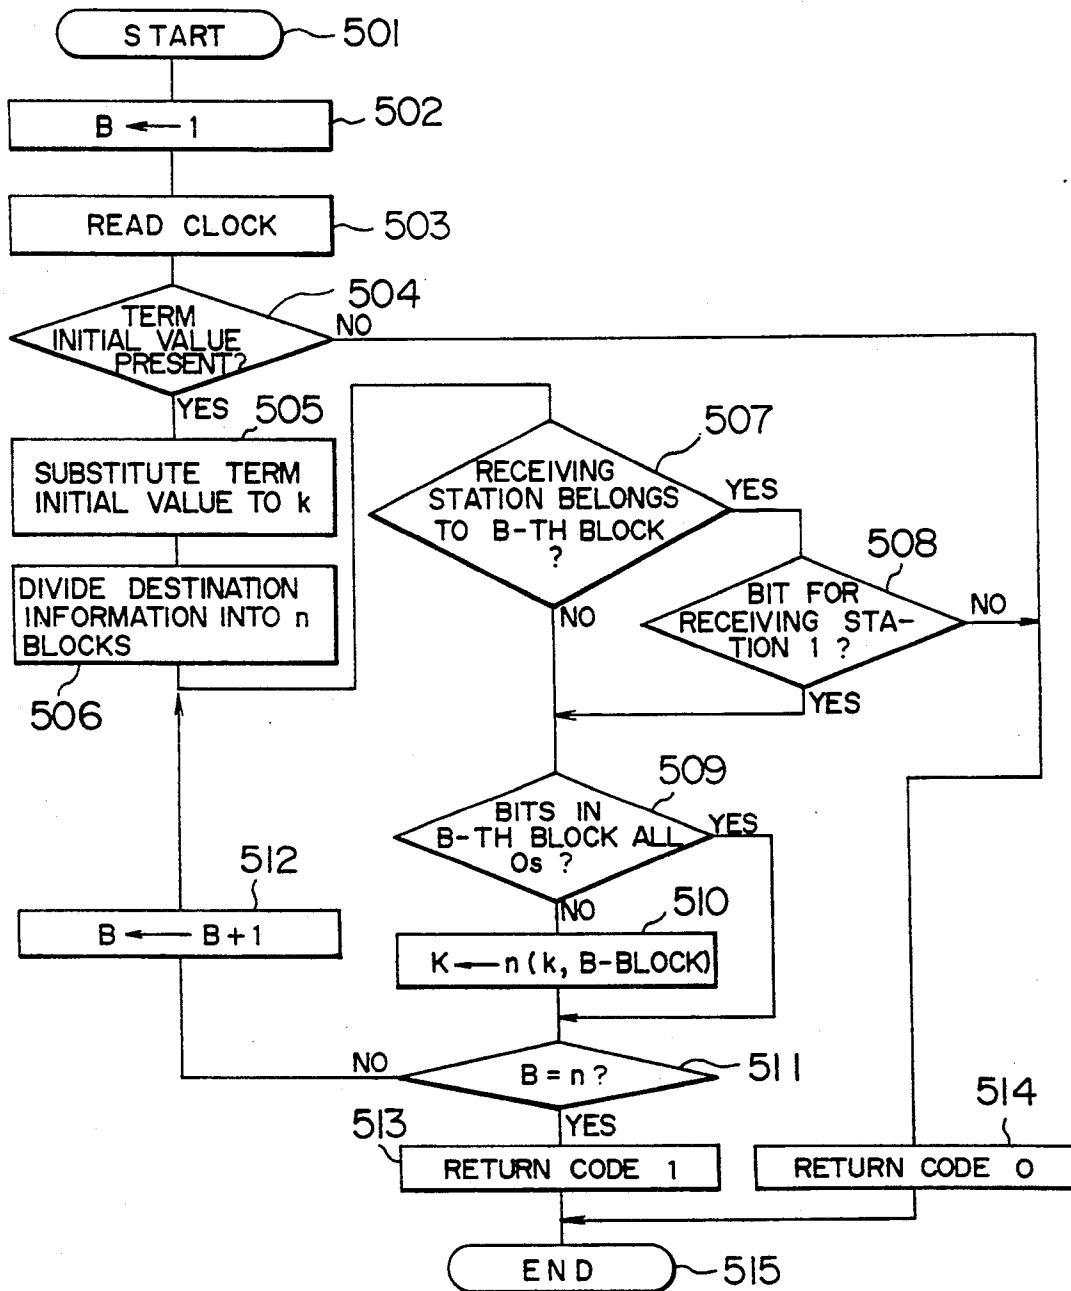 START
501
B ← 1
502
READ CLOCK
503
504
TERM
INITIAL VALUE
PRESENT?
NO
YES
505
SUBSTITUTE TERM
INITIAL VALUE TO k
DIVIDE DESTINATION
INFORMATION INTO n
BLOCKS
506
507
RECEIVING
STATION BELONGS
TO B-TH BLOCK
?
YES
NO
508
BIT FOR
RECEIVING STA-
TION 1 ?
NO
YES
509
BITS IN
B-TH BLOCK ALL
Os ?
YES
NO
510
K ← n (k, B-BLOCK)
512
B ← B+1
NO
B = n ?
511
YES
513
RETURN CODE 1
514
RETURN CODE 0
END
515